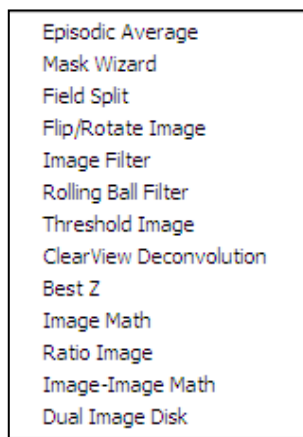 Episodic Average
Mask Wizard
Field Split
Flip/Rotate Image
Image Filter
Rolling Ball Filter
Threshold Image
ClearView Deconvolution
Best Z
Image Math
Ratio Image
Image-Image Math
Dual Image Disk